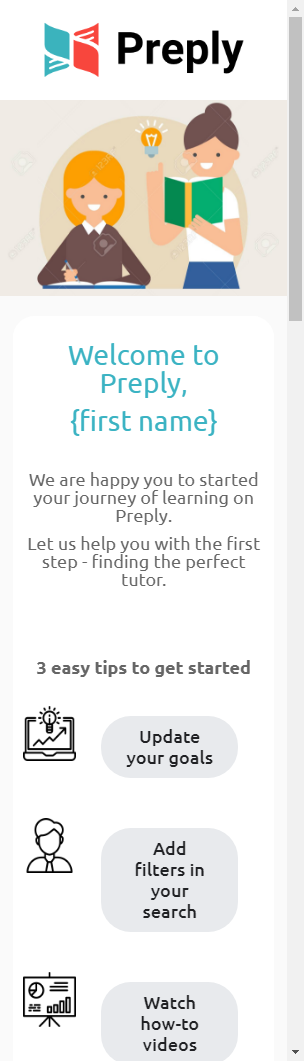 Preply
Welcome to
Preply,
{first name}
We are happy you to started
your journey of learning on
Preply.
Let us help you with the first
step - finding the perfect
tutor.
3 easy tips to get started
Update
your goals
Add
filters in
your
search
Watch
how-to
videos